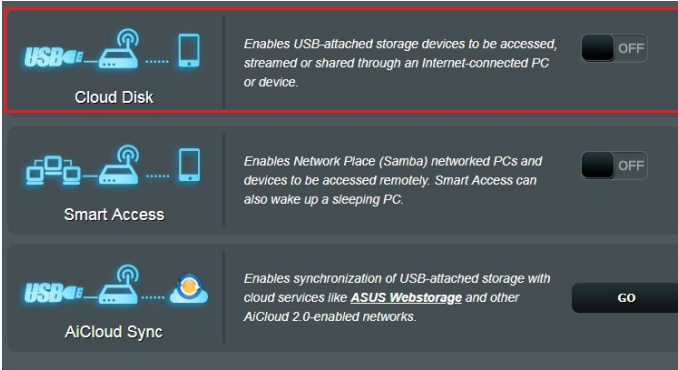 USB
Cloud Disk
Enables USB-attached storage devices to be accessed,
streamed or shared through an Internet-connected PC
or device.
OFF
Smart Access
Enables Network Place (Samba) networked PCs and
devices to be accessed remotely. Smart Access can
also wake up a sleeping PC.
OFF
USB
AiCloud Sync
Enables synchronization of USB-attached storage with
cloud services like ASUS Webstorage and other
AiCloud 2.0-enabled networks.
GO